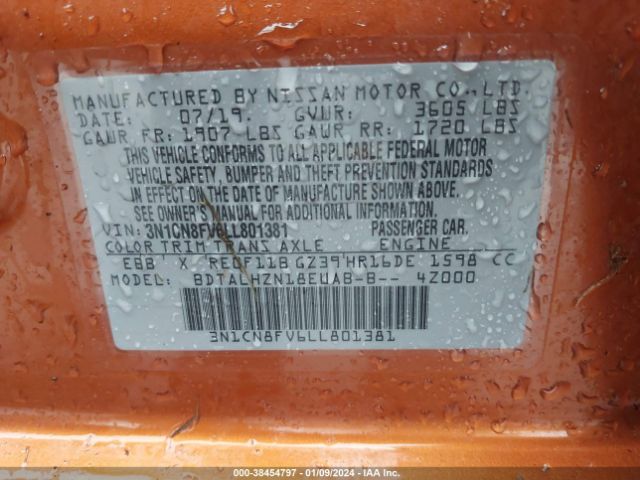 MANUFACTURED BY NISSAN MOTOR CO., LTD.
DATE: 07/19. GVWR: 3605 LBS
GAWR FR: 1907 LBS GAWR RR: 1720 LBS
THIS VEHICLE CONFORMS TO ALL APPLICABLE FEDERAL MOTOR
VEHICLE SAFETY, BUMPER AND THEFT PREVENTION STANDARDS
IN EFFECT ON THE DATE OF MANUFACTURE SHOWN ABOVE.
SEE OWNER'S MANUAL FOR ADDITIONAL INFORMATION
VIN: 3N1CN8FV6LL801381 PASSENGER CAR.
COLOR TRIM TRANS AXLE ENGINE
EBB X RE0F11B GZ39 HR16DE 1598 CC
MODEL: BDTALHZN18EUAB-B-- 4Z000
3N1CN8FV6LL801381
000-38454797 - 01/09/2024 - IAA Inc.